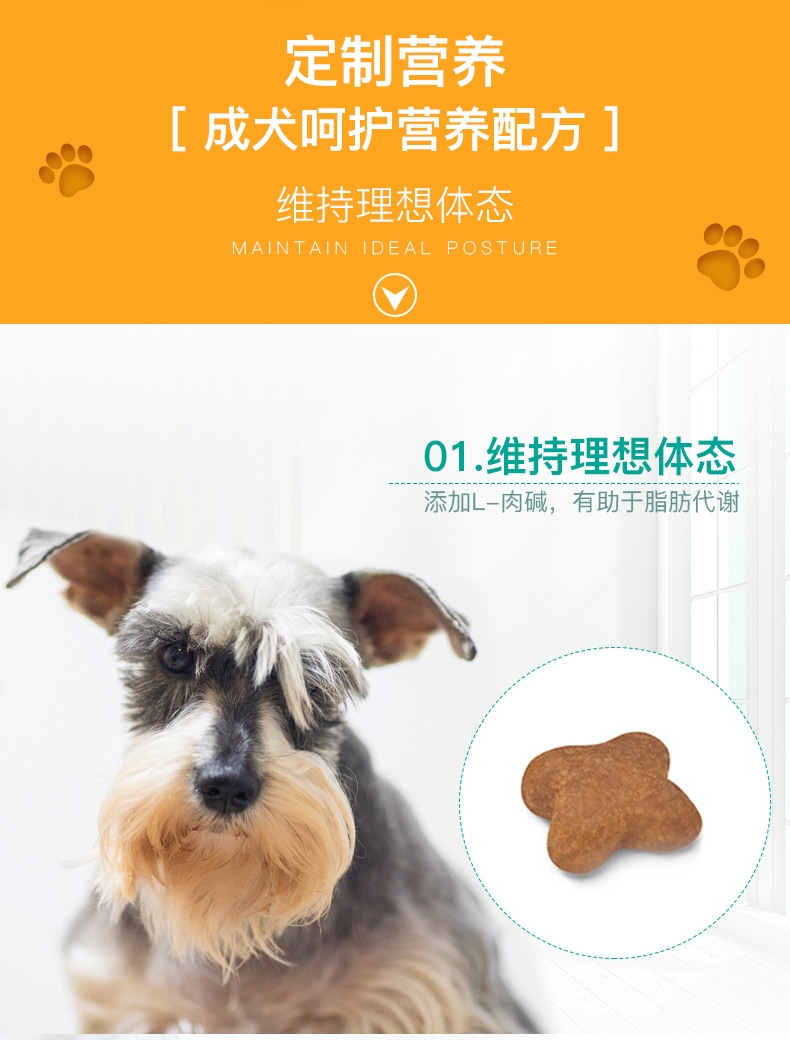 定制营养
[ 成犬呵护营养配方 ]
维持理想体态
MAINTAIN IDEAL POSTURE
01.维持理想体态
添加L-肉碱，有助于脂肪代谢